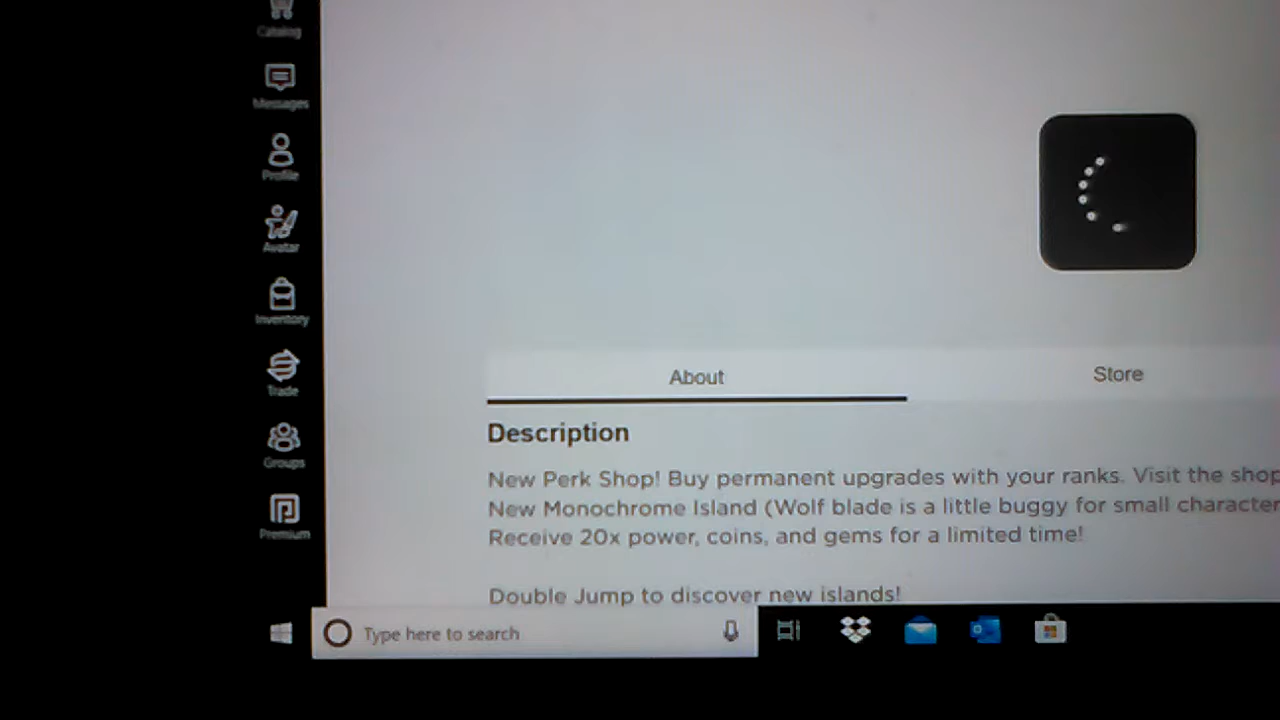 Catalog
Messages
Profile
Avatar
Inventory
Trade
Groups
Premium
About
Store
Description
New Perk Shop! Buy permanent upgrades with your ranks. Visit the shop
New Monochrome Island (Wolf blade is a little buggy for small character
Receive 20x power, coins, and gems for a limited time!
Double Jump to discover new islands!
Type here to search